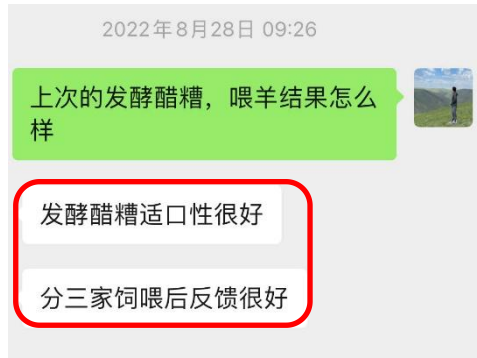 2022年8月28日 09:26
上次的发酵醋糟，喂羊结果怎么
样
发酵醋糟适口性很好
分三家饲喂后反馈很好